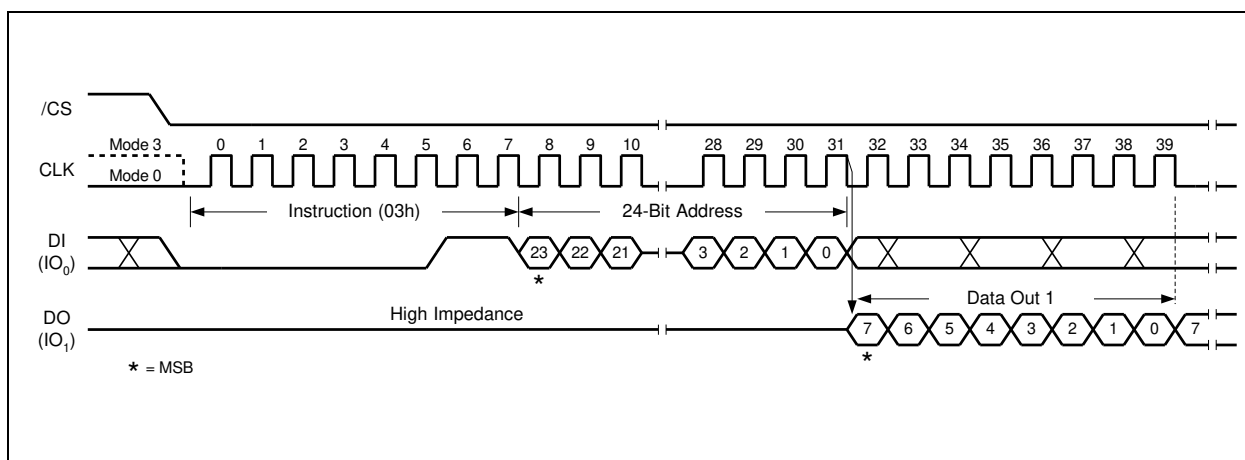 /CS
Mode 3 0 1 2 3 4 5 6 7 8 9 10 28 29 30 31 32 33 34 35 36 37 38 39
CLK
Mode 0
Instruction (03h) 24-Bit Address
DI
(IO0)
23 22 21 3 2 1 0
*
High Impedance
Data Out 1
DO
(IO1)
7 6 5 4 3 2 1 0 7
*
* = MSB